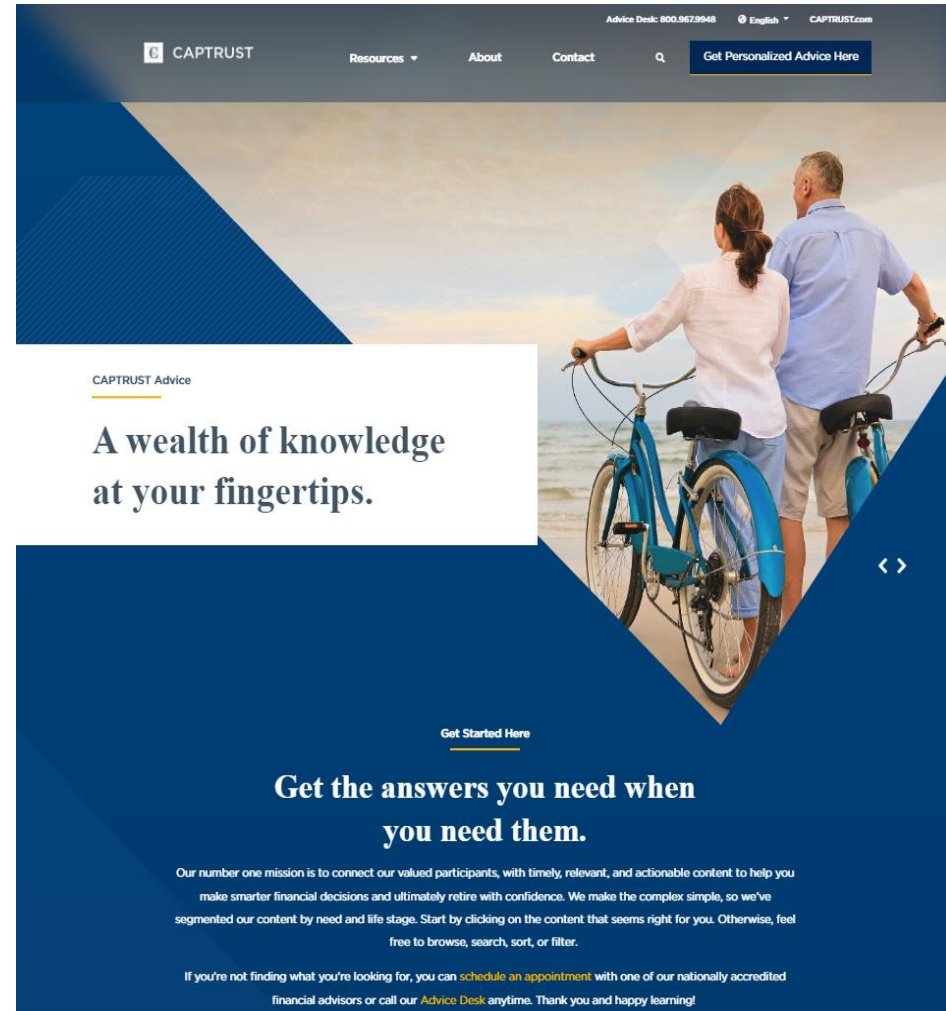 Advice Desk: 800.967.9948 English CAPTRUST.com
CAPTRUST Resources About Contact Get Personalized Advice Here
CAPTRUST Advice
A wealth of knowledge
at your fingertips.
Get Started Here
Get the answers you need when
you need them.
Our number one mission is to connect our valued participants, with timely, relevant, and actionable content to help you
make smarter financial decisions and ultimately retire with confidence. We make the complex simple, so we've
segmented our content by need and life stage. Start by clicking on the content that seems right for you. Otherwise, feel
free to browse, search, sort, or filter.
If you're not finding what you're looking for, you can schedule an appointment with one of our nationally accredited
financial advisors or call our Advice Desk anytime. Thank you and happy learning!